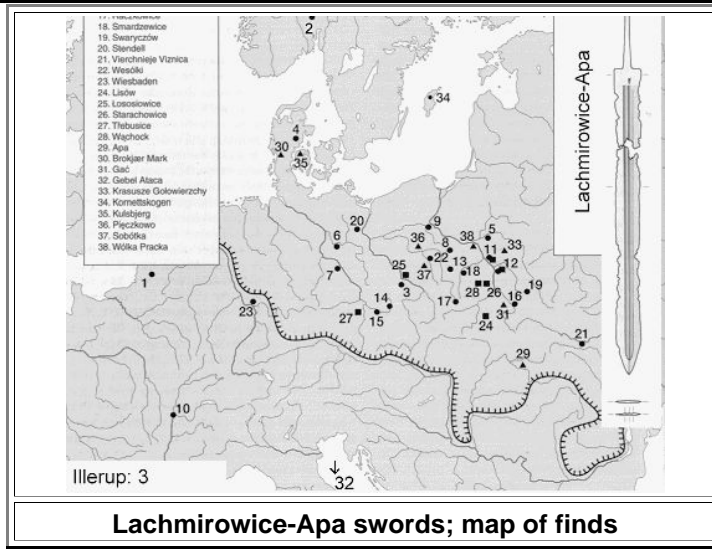 18. Smardzewice
19. Swaryczów
20. Stendell
21. Vierchnieje Viznica
22. Wesółki
23. Wiesbaden
24. Lisów
25. Łososiowice
26. Starachowice
27. Třebusice
28. Wąchock
29. Apa
30. Brokjær Mark
31. Gać
32. Gebel Ataca
33. Krasusze Gołowierzchy
34. Kornettskogen
35. Kulsbjerg
36. Pięczkowo
37. Sobótka
38. Wólka Pracka
2
34
4
30
35
20
9
5
6
36
8
38
33
22
11
7
25
37
13
18
12
1
3
28
26
19
23
14
17
16
27
15
24
31
21
29
10
32
Lachmirowice-Apa
Illerup: 3
Lachmirowice-Apa swords; map of finds